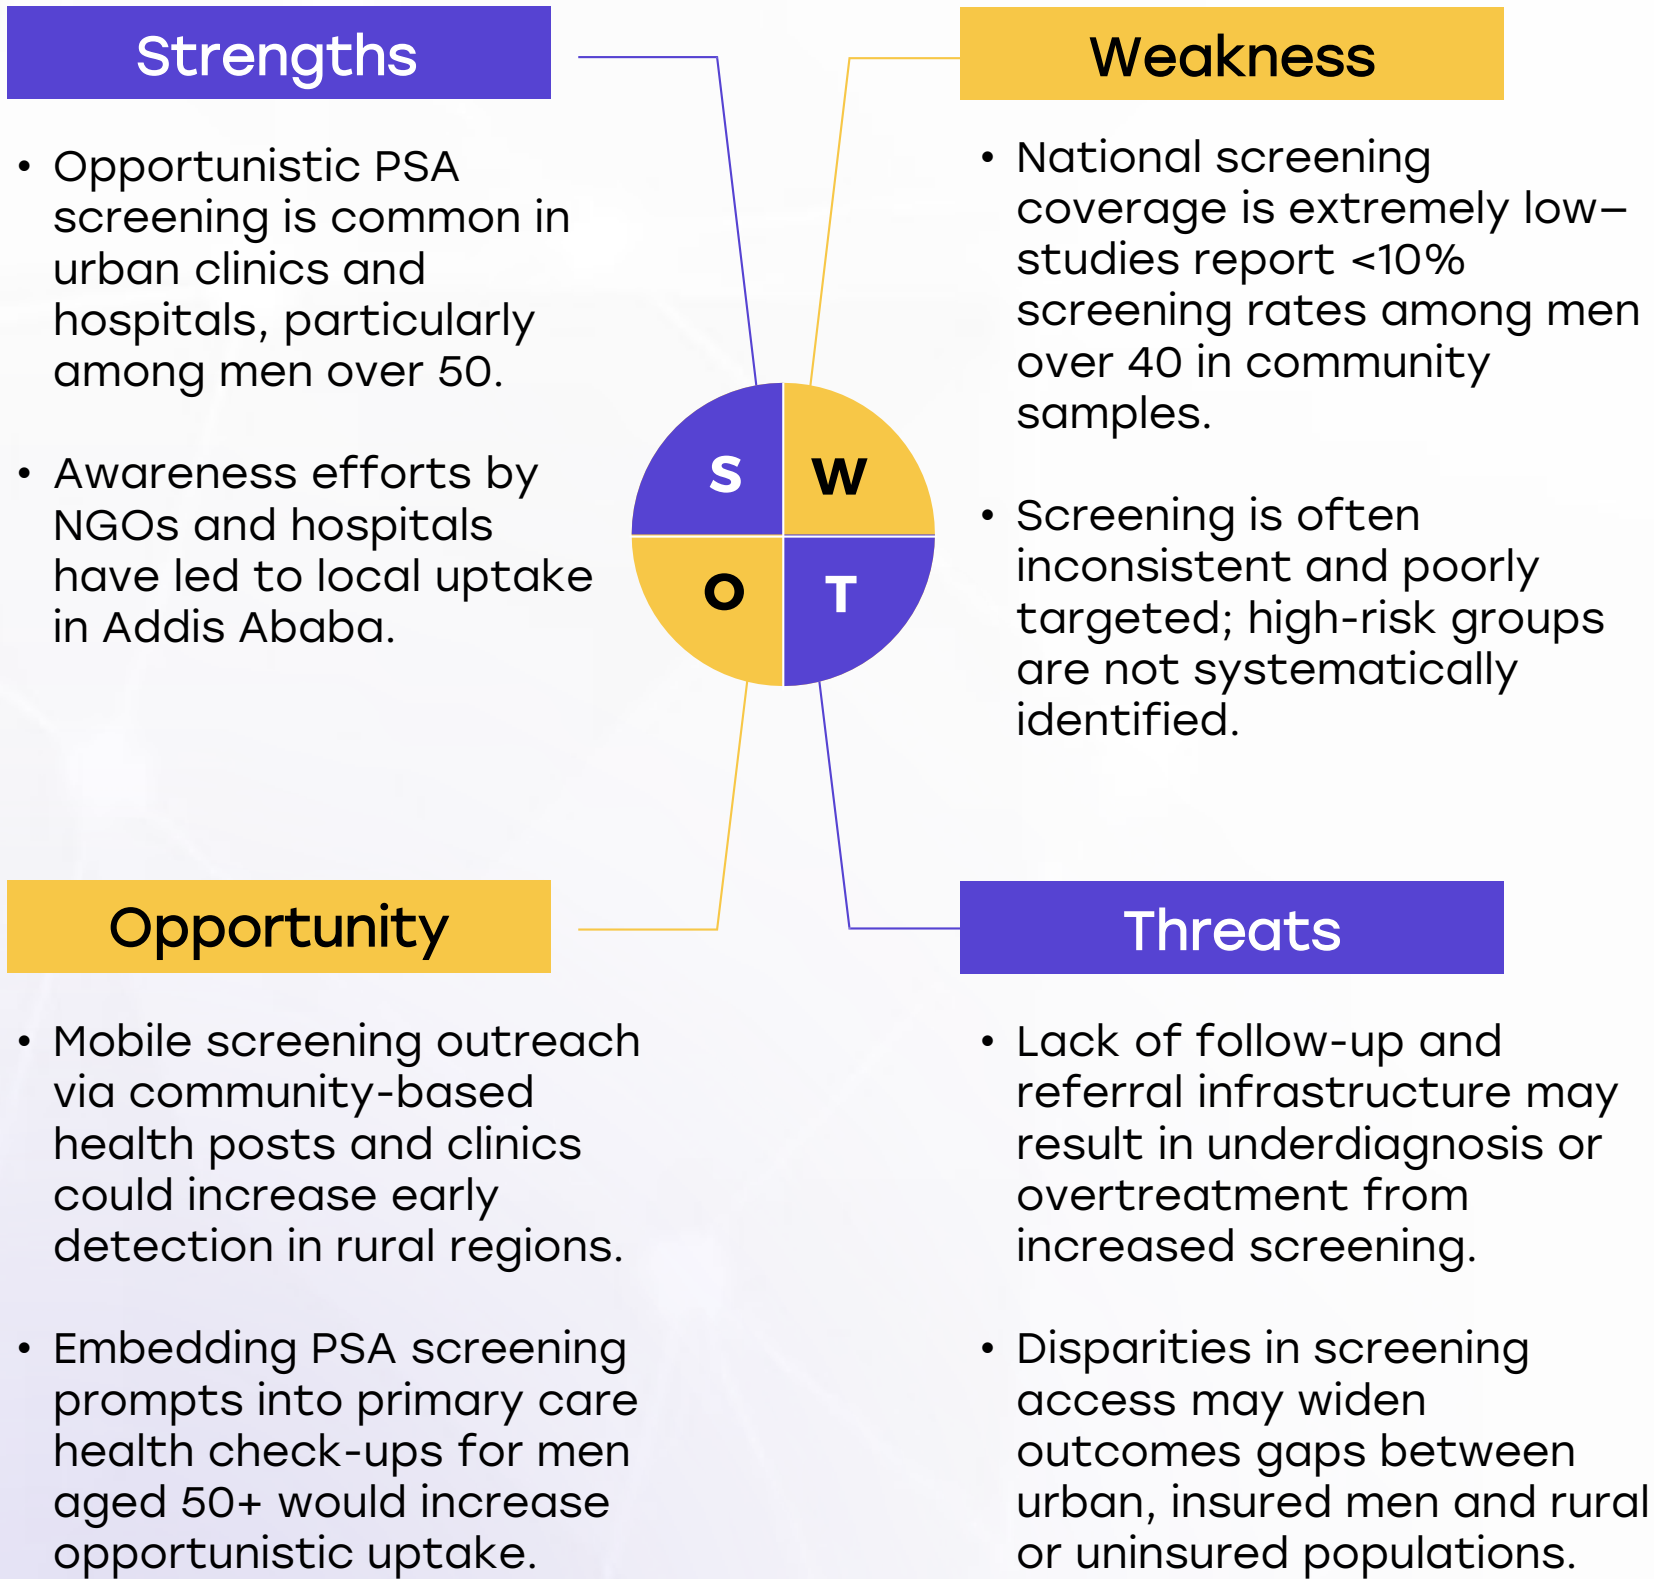 Strengths
• Opportunistic PSA
screening is common in
urban clinics and
hospitals, particularly
among men over 50.
• Awareness efforts by
NGOs and hospitals
have led to local uptake
in Addis Ababa.
Weakness
• National screening
coverage is extremely low—
studies report <10%
screening rates among men
over 40 in community
samples.
• Screening is often
inconsistent and poorly
targeted; high-risk groups
are not systematically
identified.
S
W
O
T
Opportunity
• Mobile screening outreach
via community-based
health posts and clinics
could increase early
detection in rural regions.
• Embedding PSA screening
prompts into primary care
health check-ups for men
aged 50+ would increase
opportunistic uptake.
Threats
• Lack of follow-up and
referral infrastructure may
result in underdiagnosis or
overtreatment from
increased screening.
• Disparities in screening
access may widen
outcomes gaps between
urban, insured men and rural
or uninsured populations.